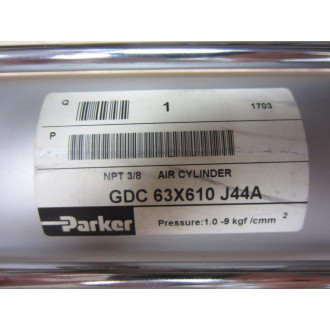 Q 1 1703
P
NPT 3/8 AIR CYLINDER
GDC 63X610 J44A
Parker Pressure:1.0 -9 kgf /cmm 2